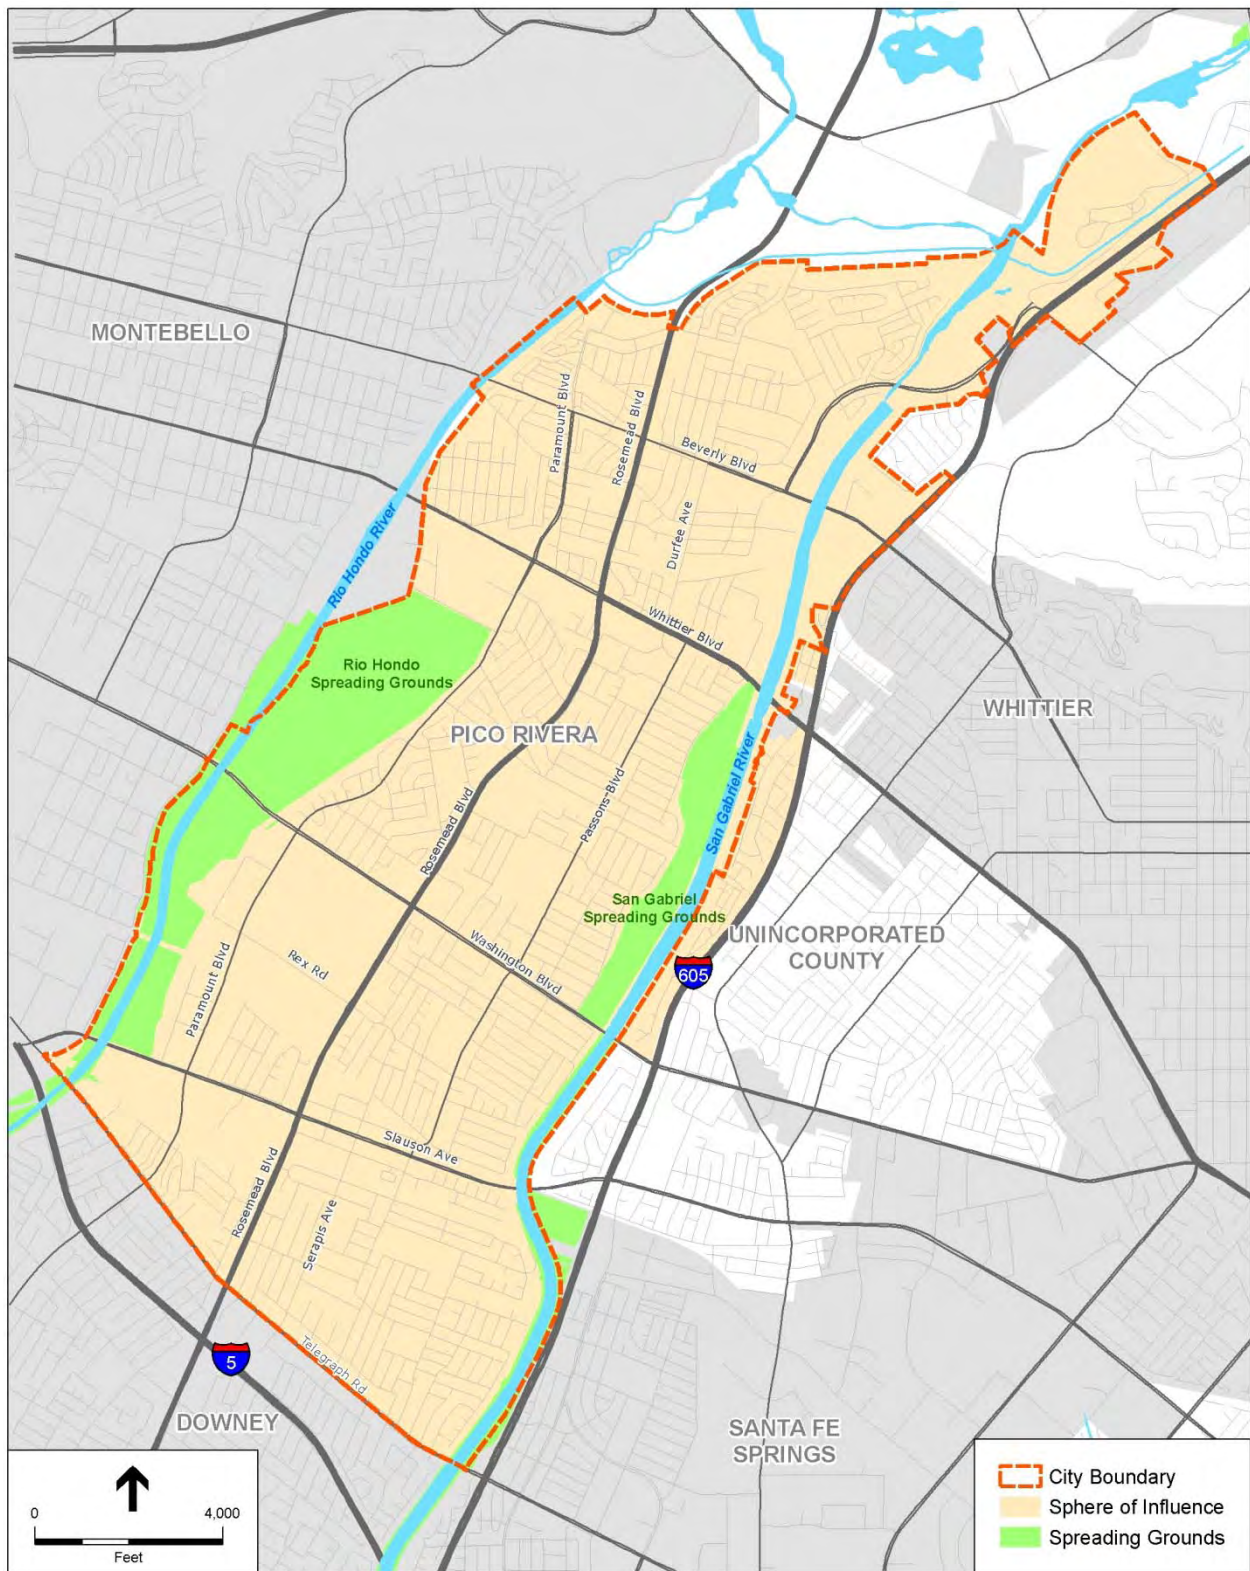 MONTEBELLO
Paramount Blvd
Rosemead Blvd
Beverly Blvd
Durfee Ave
Rio Hondo River
Whittier Blvd
Rio Hondo
Spreading Grounds
PICO RIVERA
WHITTIER
San Gabriel River
Passons Blvd
Rosemead Blvd
San Gabriel
Spreading Grounds
UNINCORPORATED
COUNTY
Washington Blvd
Rex Rd
Paramount Blvd
605
Slauson Ave
Rosemead Blvd
Serapis Ave
Telegraph Rd
5
DOWNEY
SANTA FE
SPRINGS
0 4,000
Feet
City Boundary
Sphere of Influence
Spreading Grounds